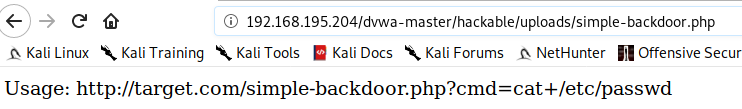 192.168.195.204/dvwa-master/hackable/uploads/simple-backdoor.php
Kali Linux Kali Training Kali Tools Kali Docs Kali Forums NetHunter Offensive Secur
Usage: http://target.com/simple-backdoor.php?cmd=cat+/etc/passwd